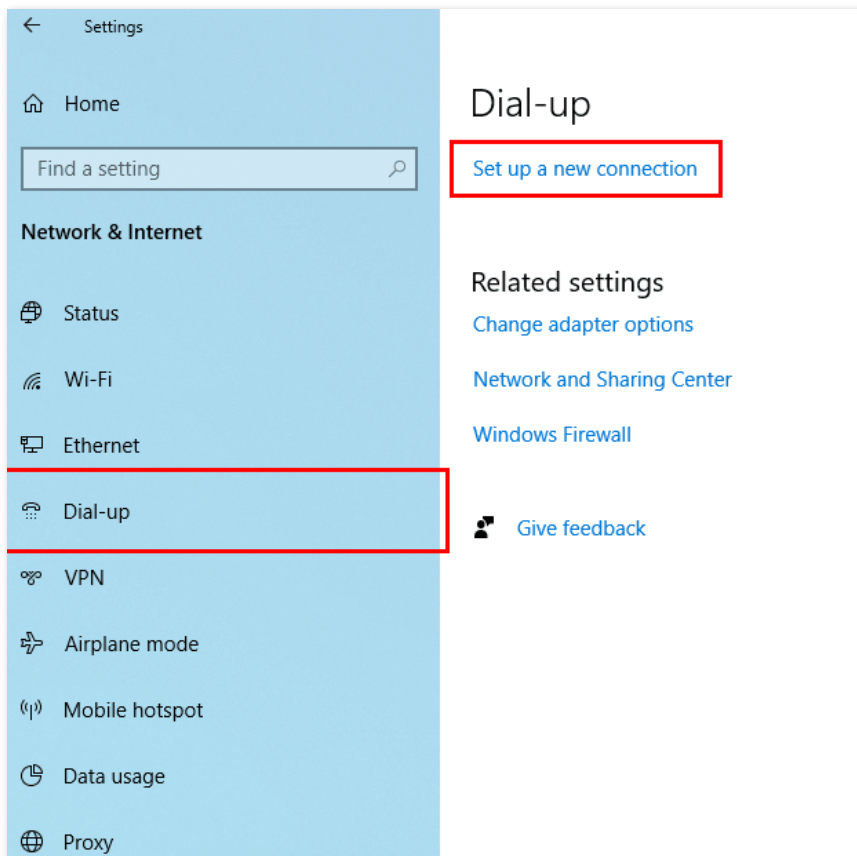 Settings
Home
Find a setting
Network & Internet
Status
Wi-Fi
Ethernet
Dial-up
VPN
Airplane mode
Mobile hotspot
Data usage
Proxy
Dial-up
Set up a new connection
Related settings
Change adapter options
Network and Sharing Center
Windows Firewall
Give feedback